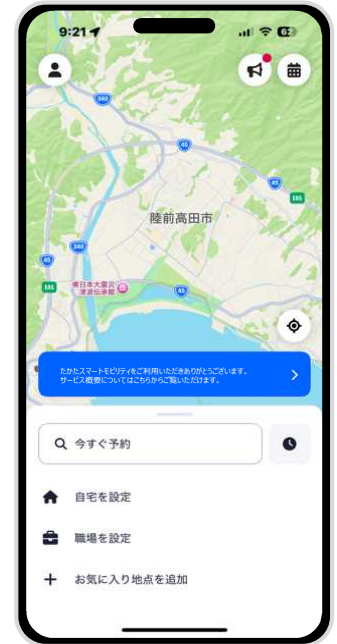 9:21
62
340
45
45
E45
陸前高田市
340
45
E45
東日本大震災
津波伝承館
45
たかたスマートモビリティをご利用いただきありがとうございます。
サービス概要についてはこちらからご覧いただけます。
今すぐ予約
自宅を設定
職場を設定
お気に入り地点を追加